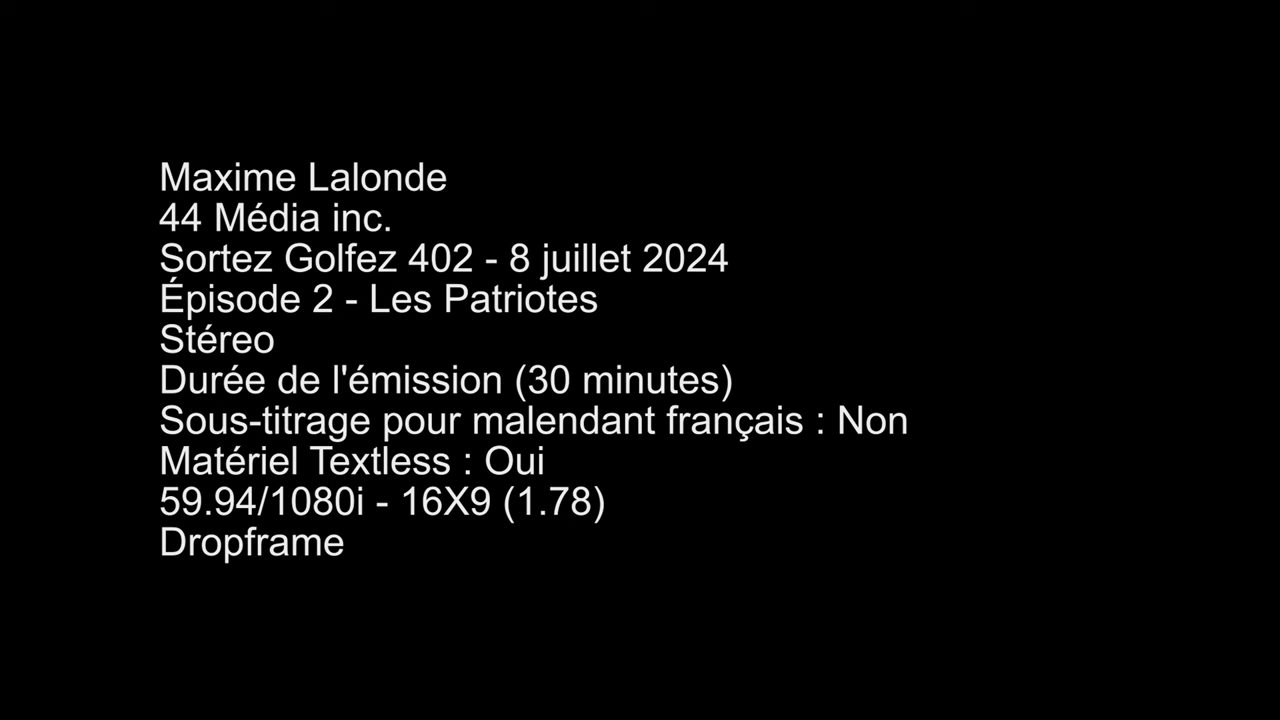 Maxime Lalonde
44 Média inc.
Sortez Golfez 402 - 8 juillet 2024
Épisode 2 - Les Patriotes
Stéreo
Durée de l'émission (30 minutes)
Sous-titrage pour malendant français : Non
Matériel Textless : Oui
59.94/1080i - 16X9 (1.78)
Dropframe